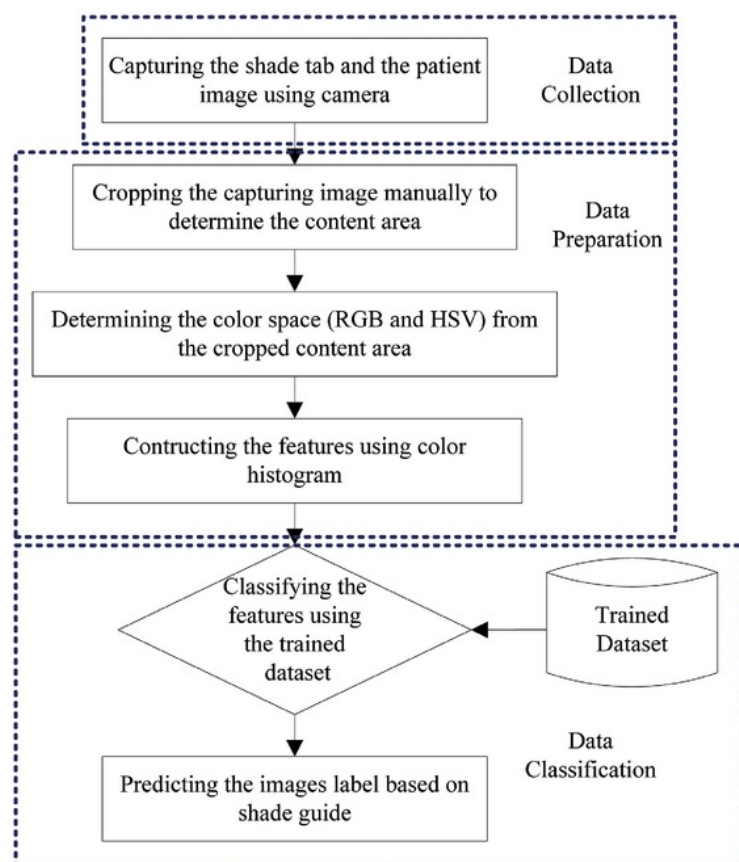 Capturing the shade tab and the patient
image using camera
Data
Collection
Cropping the capturing image manually to
determine the content area
Data
Preparation
Determining the color space (RGB and HSV) from
the cropped content area
Contructing the features using color
histogram
Classifying the
features using
the trained
dataset
Trained
Dataset
Data
Classification
Predicting the images label based on
shade guide